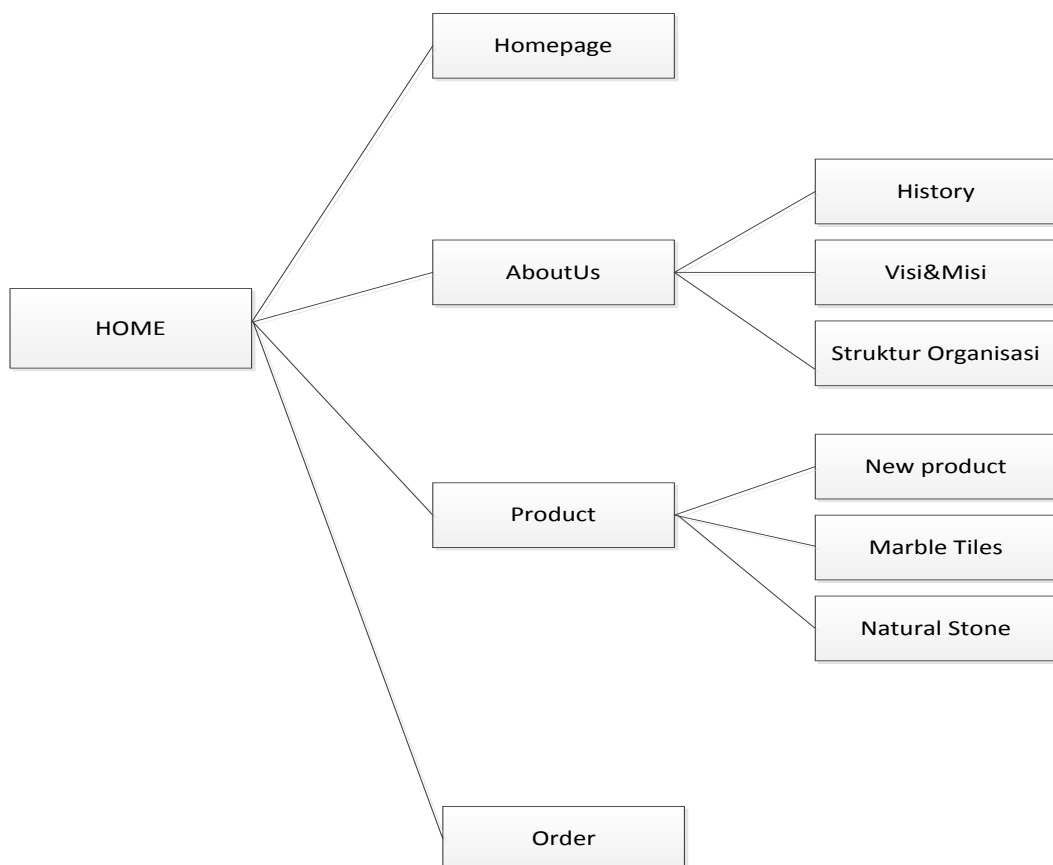 Homepage
History
AboutUs
Visi&Misi
HOME
Struktur Organisasi
New product
Product
Marble Tiles
Natural Stone
Order